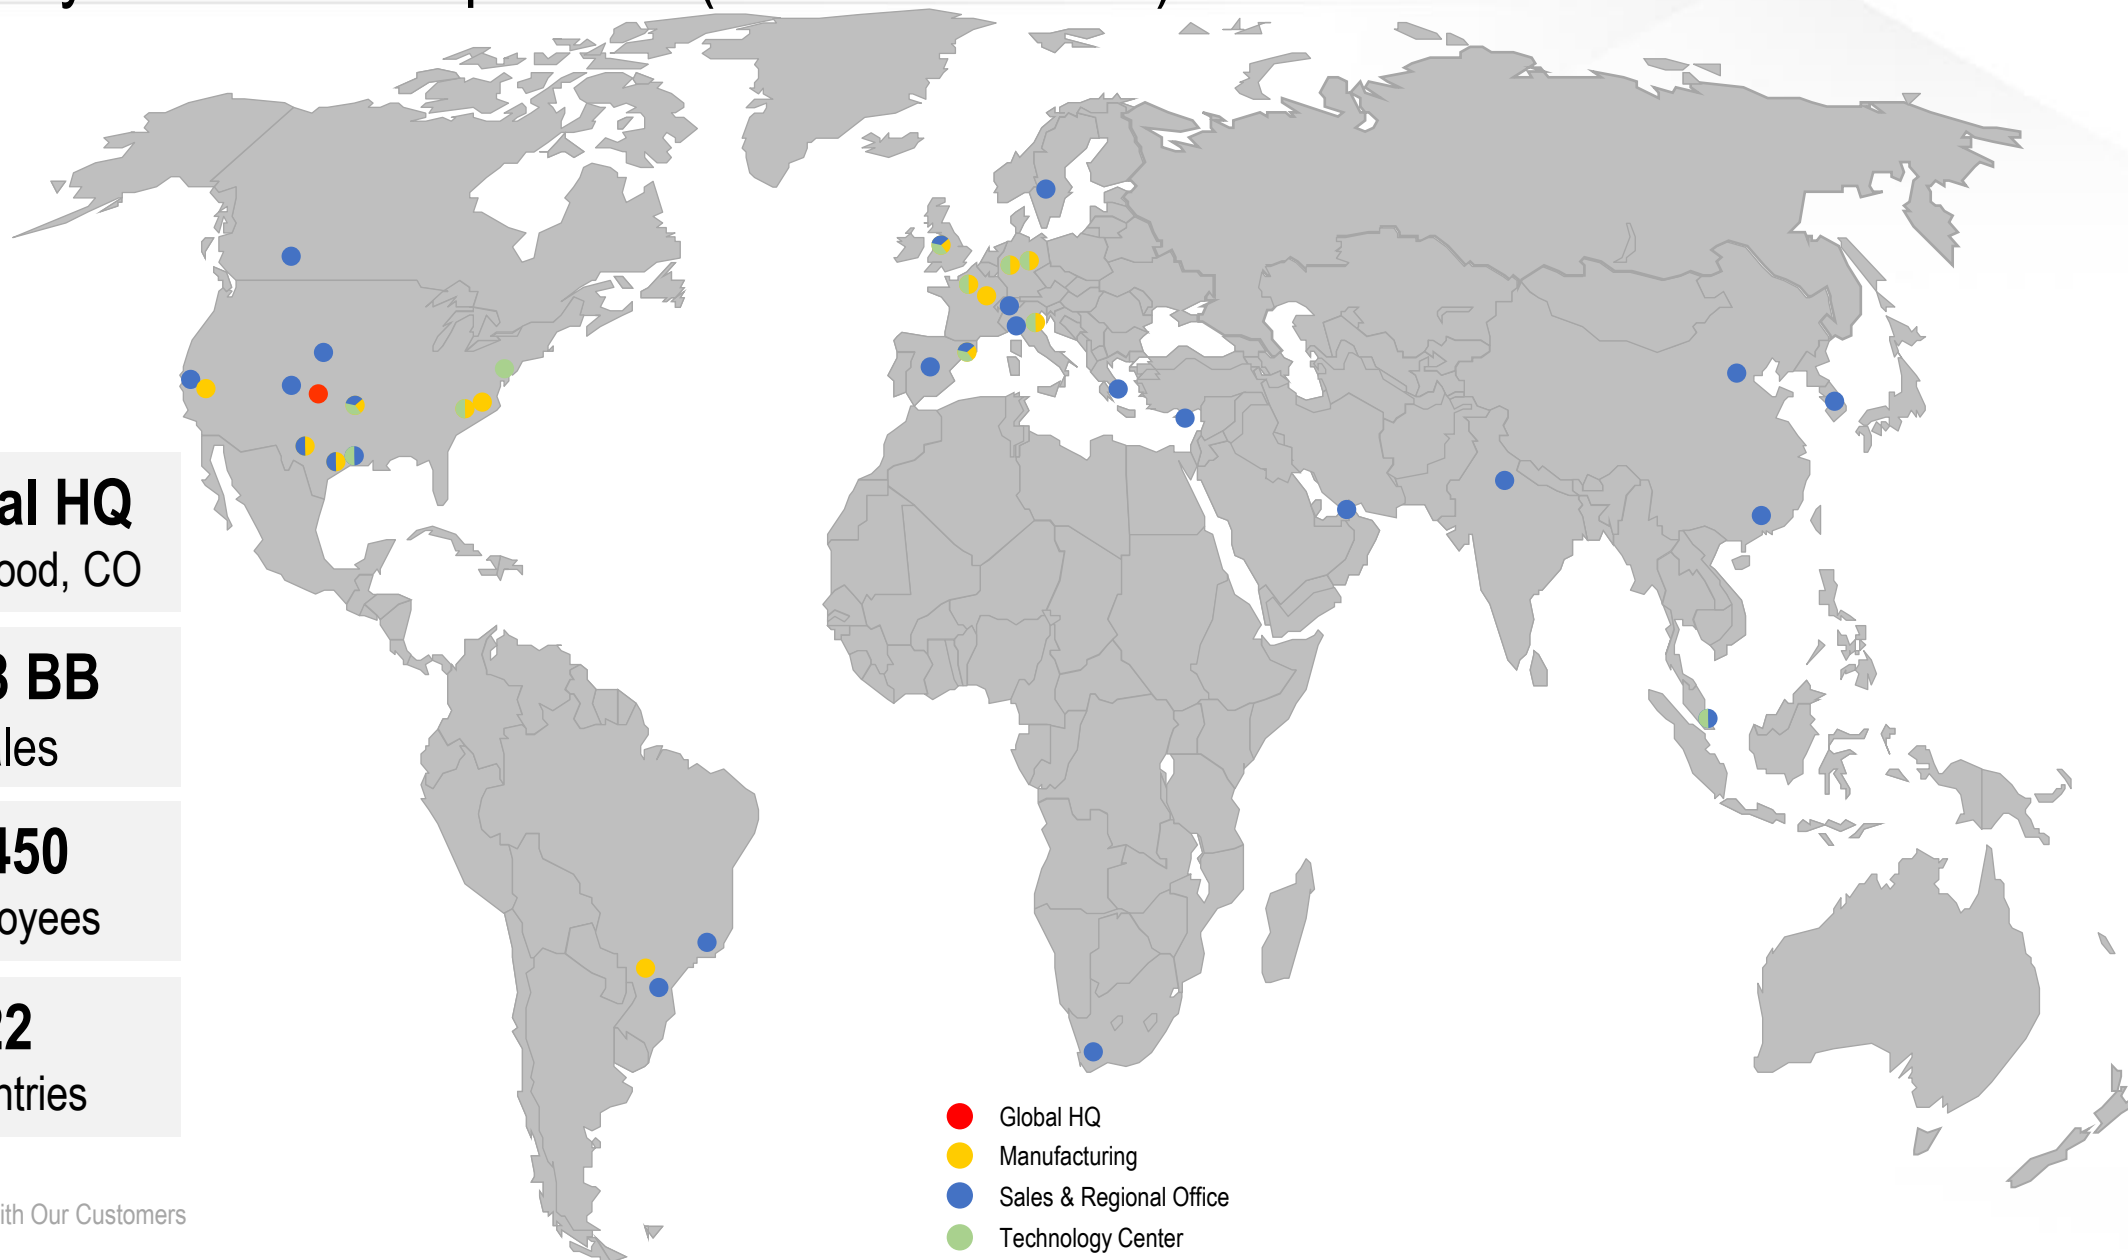 al HQ
ood, CO
BB
les
450
oyees
22
ntries
Global HQ
Manufacturing
Sales & Regional Office
Technology Center
ith Our Customers